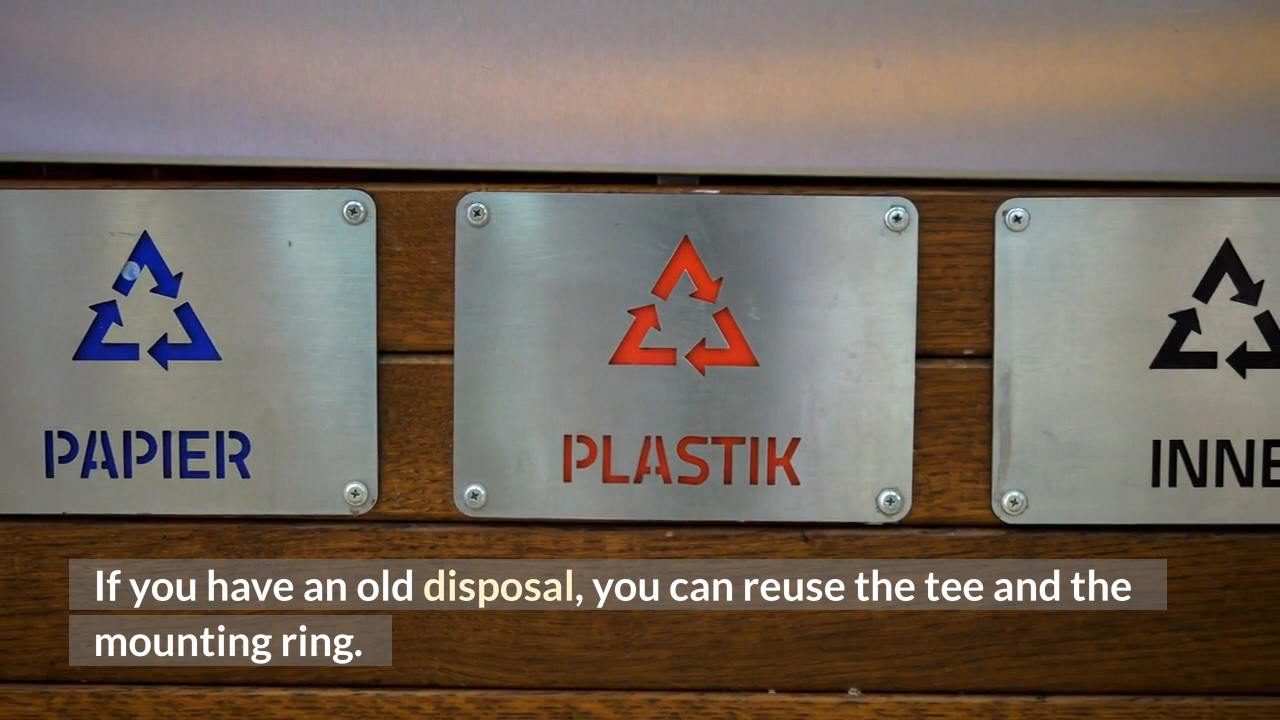 PAPIER PLASTIK INNE
If you have an old disposal, you can reuse the tee and the
mounting ring.